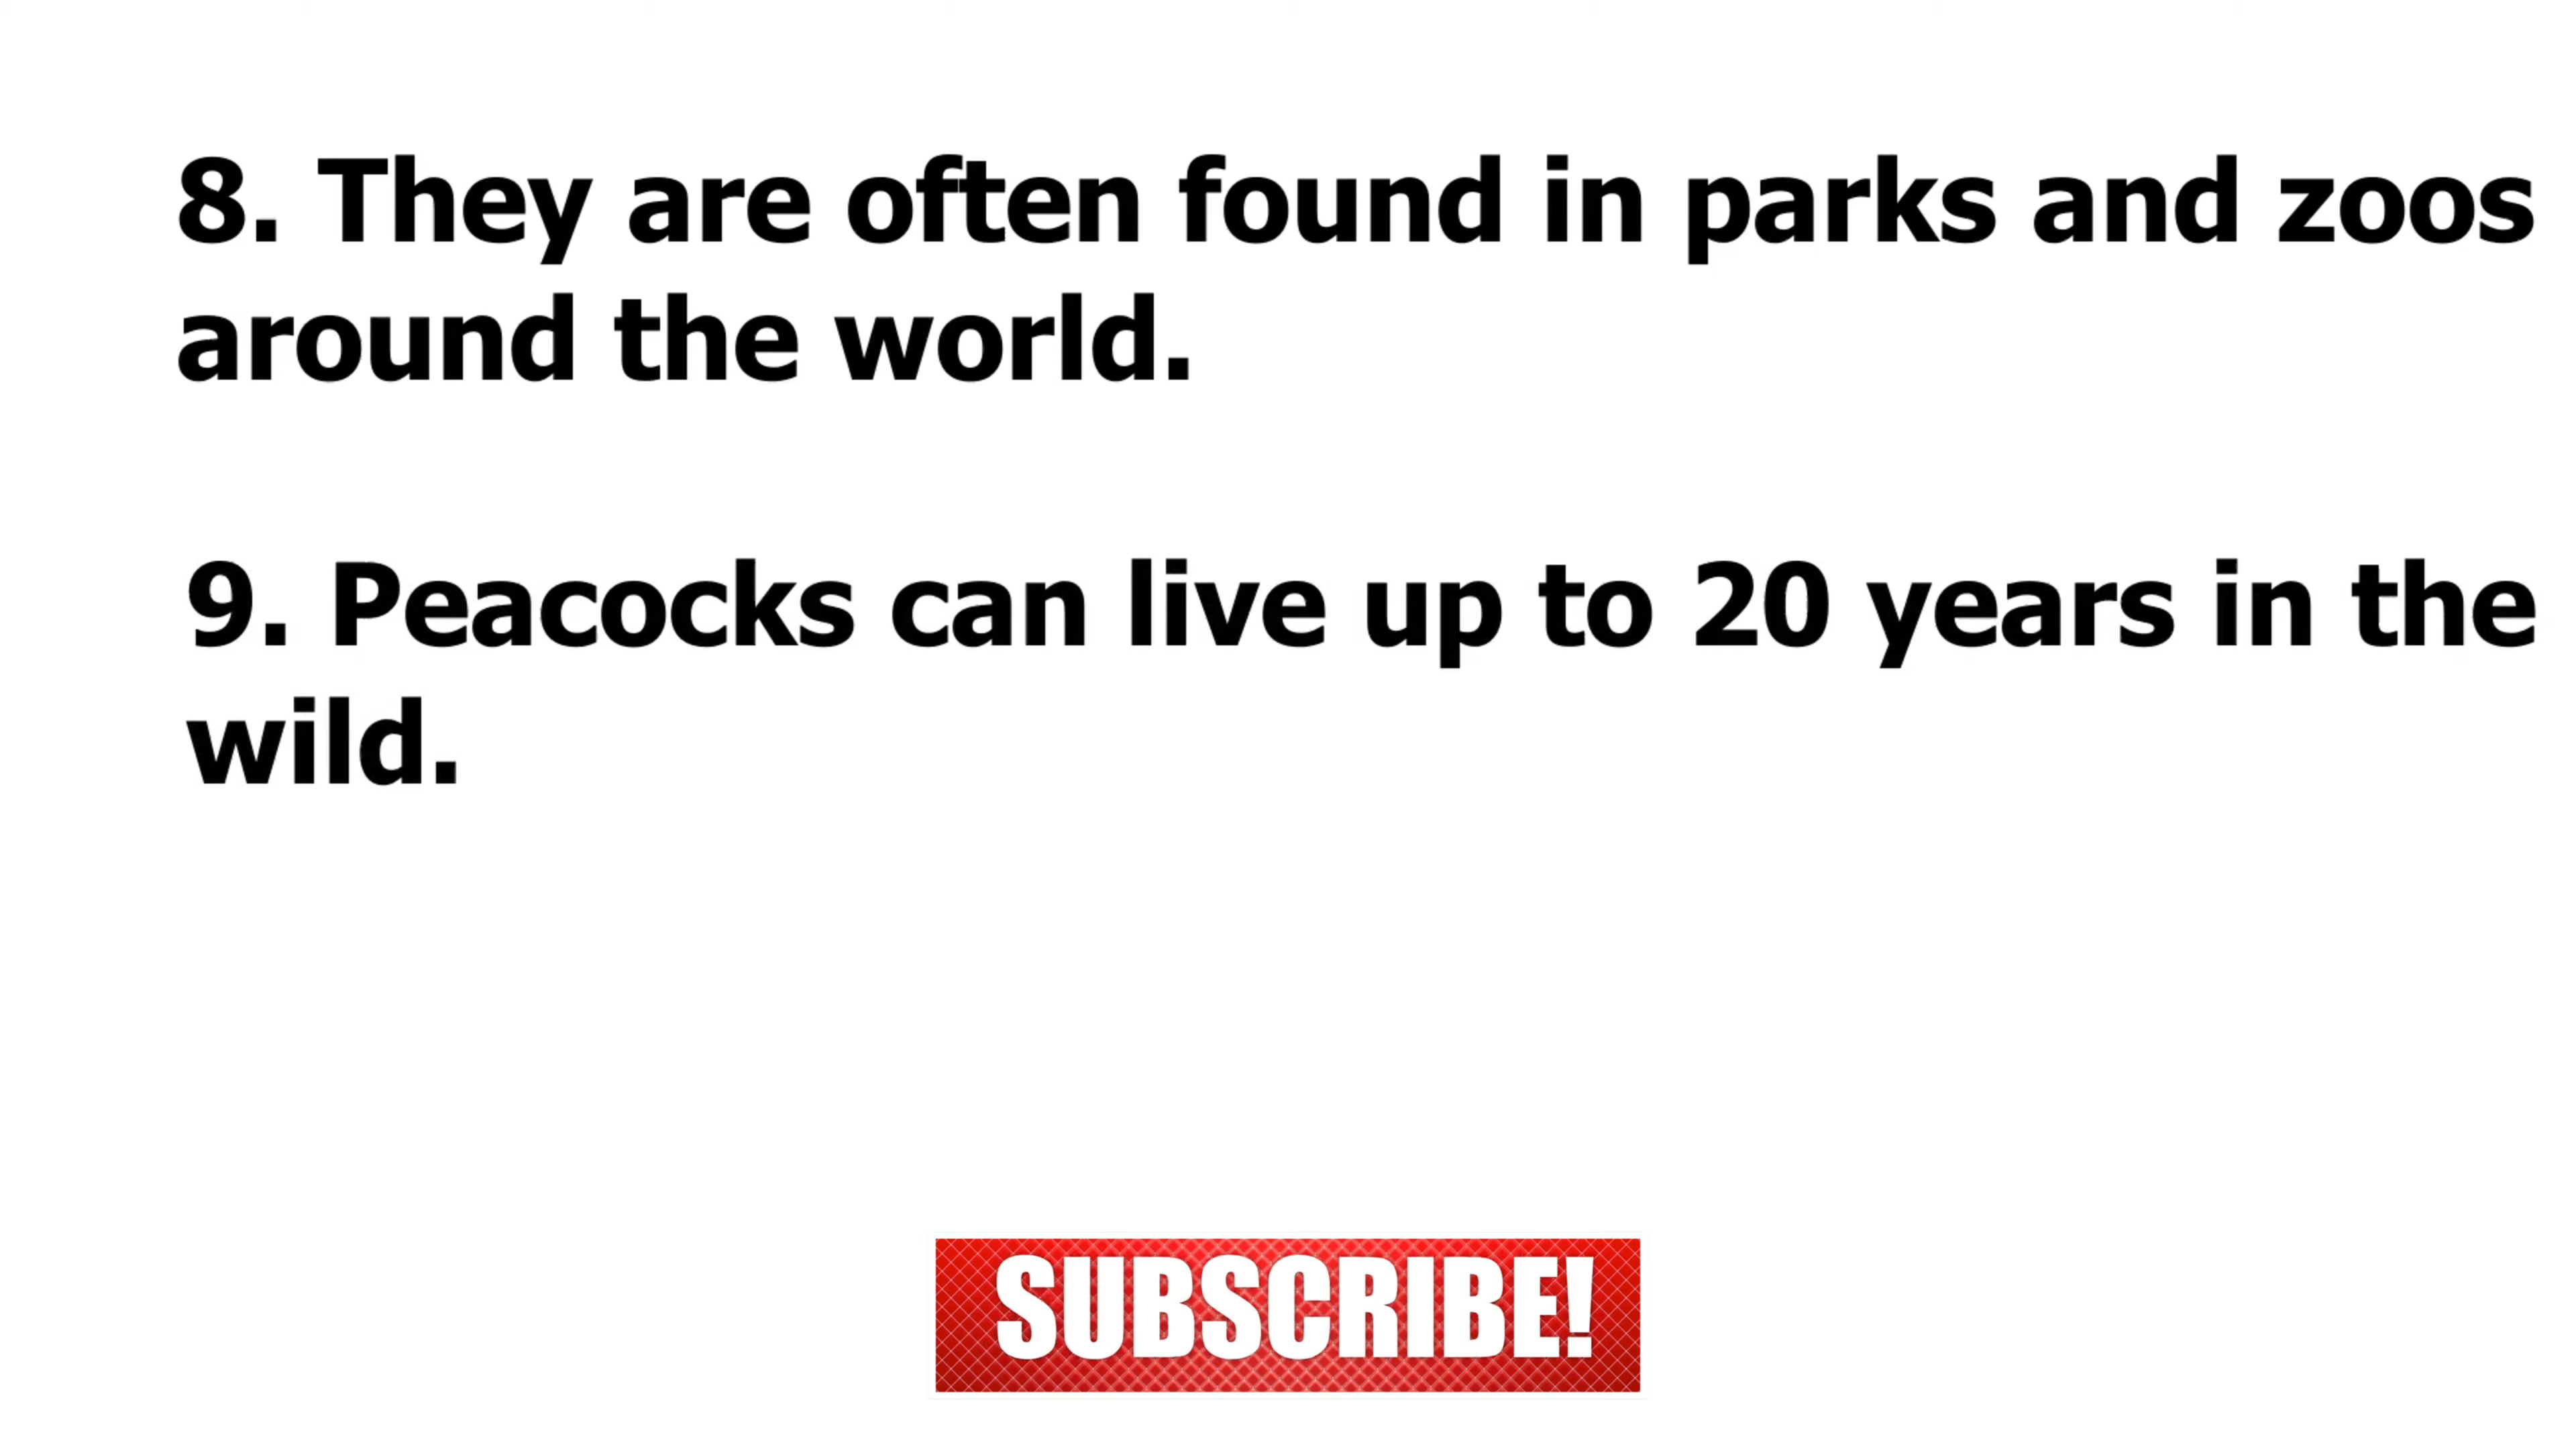 8. They are often found in parks and zoos
around the world.
9. Peacocks can live up to 20 years in the
wild.
SUBSCRIBE!